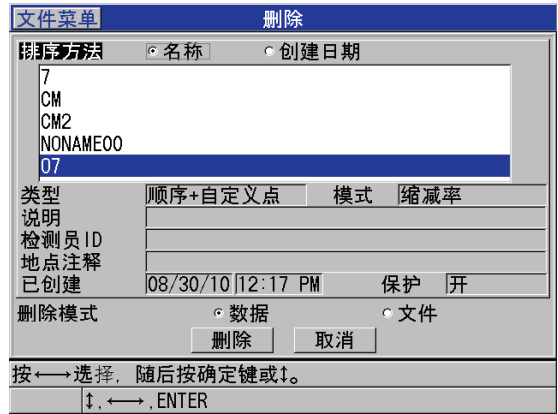 文件菜单 删除
排序方法 名称 创建日期
7
CM
CM2
NONAME00
07
类型 顺序+自定义点 模式 缩减率
说明
检测员ID
地点注释
已创建 08/30/10 12:17 PM 保护 开
删除模式 数据 文件
删除 取消
按←→选择, 随后按确定键或↕。
↕, ←→, ENTER